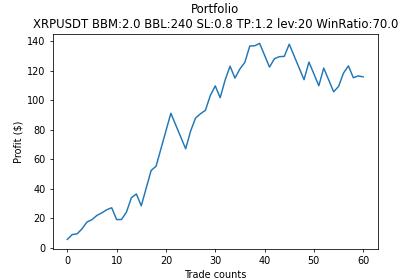 Portfolio
XRPUSDT BBM:2.0 BBL:240 SL:0.8 TP:1.2 lev:20 WinRatio:70.0
140
120
100
80
60
40
20
0
Profit ($)
0 10 20 30 40 50 60
Trade counts